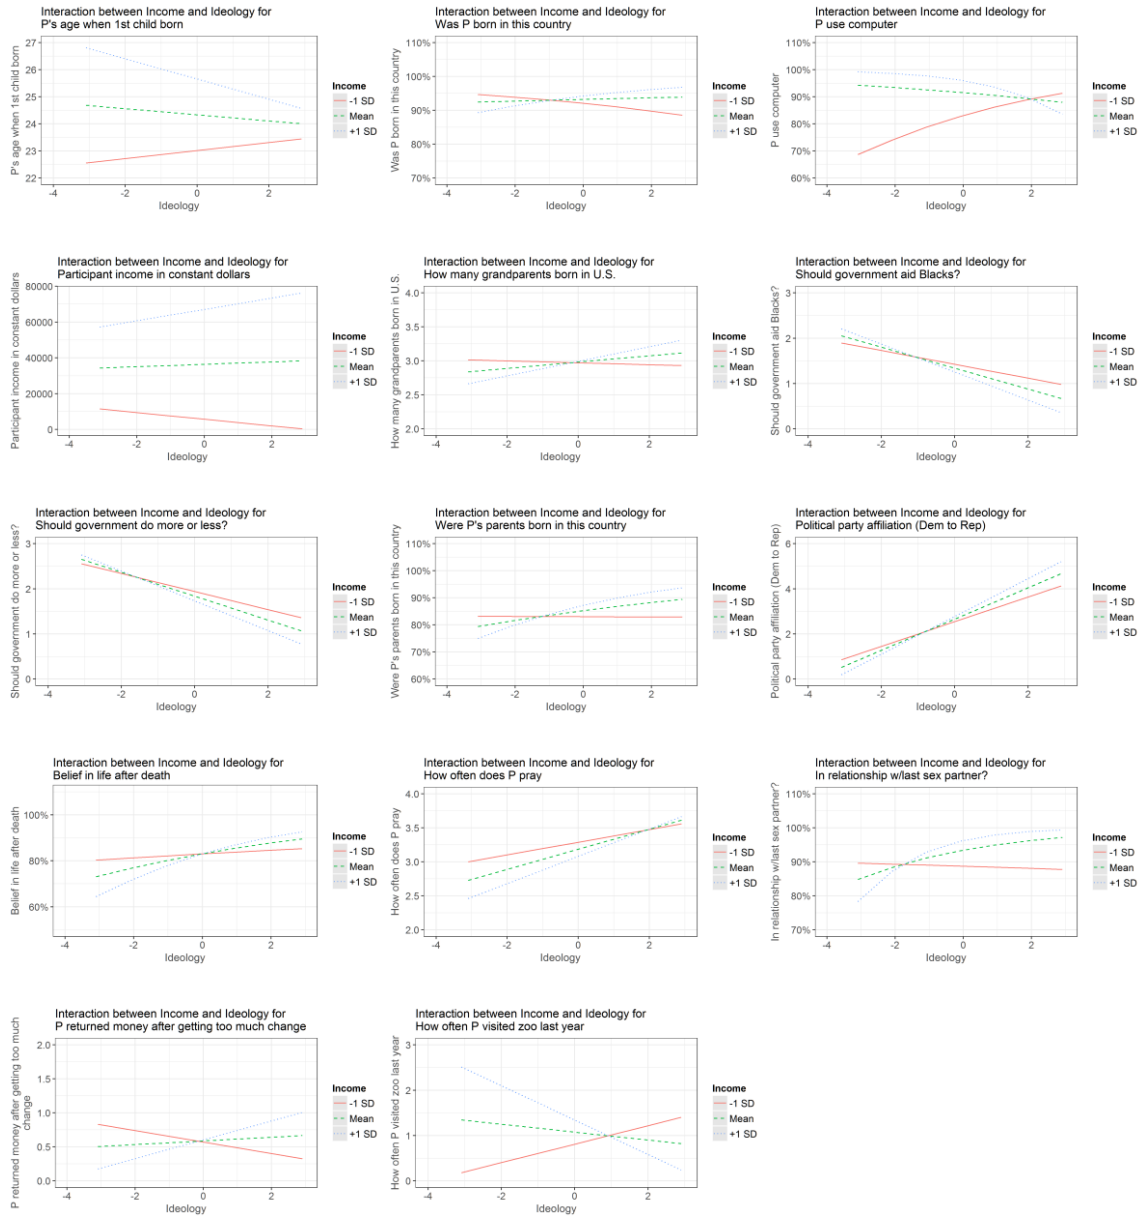 Interaction between Income and Ideology for
P's age when 1st child born
P's age when 1st child born
27
26
25
24
23
22
-4
-2
0
2
Ideology
Income
-1 SD
Mean
+1 SD
Interaction between Income and Ideology for
Was P born in this country
Was P born in this country
110%
100%
90%
80%
70%
-4
-2
0
2
Ideology
Income
-1 SD
Mean
+1 SD
Interaction between Income and Ideology for
P use computer
P use computer
110%
100%
90%
80%
70%
60%
-4
-2
0
2
Ideology
Income
-1 SD
Mean
+1 SD
Interaction between Income and Ideology for
Participant income in constant dollars
Participant income in constant dollars
80000
60000
40000
20000
0
-4
-2
0
2
Ideology
Income
-1 SD
Mean
+1 SD
Interaction between Income and Ideology for
How many grandparents born in U.S.
How many grandparents born in U.S.
4.0
3.5
3.0
2.5
2.0
-4
-2
0
2
Ideology
Income
-1 SD
Mean
+1 SD
Interaction between Income and Ideology for
Should government aid Blacks?
Should government aid Blacks?
3
2
1
0
-4
-2
0
2
Ideology
Income
-1 SD
Mean
+1 SD
Interaction between Income and Ideology for
Should government do more or less?
Should government do more or less?
3
2
1
0
-4
-2
0
2
Ideology
Income
-1 SD
Mean
+1 SD
Interaction between Income and Ideology for
Were P's parents born in this country
Were P's parents born in this country
110%
100%
90%
80%
70%
60%
-4
-2
0
2
Ideology
Income
-1 SD
Mean
+1 SD
Interaction between Income and Ideology for
Political party affiliation (Dem to Rep)
Political party affiliation (Dem to Rep)
6
4
2
0
-4
-2
0
2
Ideology
Income
-1 SD
Mean
+1 SD
Interaction between Income and Ideology for
Belief in life after death
Belief in life after death
100%
80%
60%
-4
-2
0
2
Ideology
Income
-1 SD
Mean
+1 SD
Interaction between Income and Ideology for
How often does P pray
How often does P pray
4.0
3.5
3.0
2.5
2.0
-4
-2
0
2
Ideology
Income
-1 SD
Mean
+1 SD
Interaction between Income and Ideology for
In relationship w/last sex partner?
In relationship w/last sex partner?
110%
100%
90%
80%
70%
-4
-2
0
2
Ideology
Income
-1 SD
Mean
+1 SD
Interaction between Income and Ideology for
P returned money after getting too much change
P returned money after getting too much
change
2.0
1.5
1.0
0.5
0.0
-4
-2
0
2
Ideology
Income
-1 SD
Mean
+1 SD
Interaction between Income and Ideology for
How often P visited zoo last year
How often P visited zoo last year
3
2
1
0
-4
-2
0
2
Ideology
Income
-1 SD
Mean
+1 SD